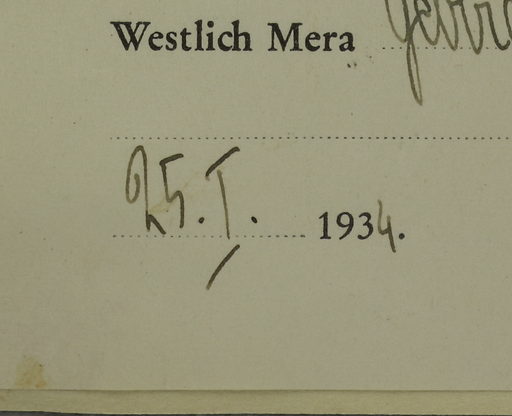 Westlich Mera
25. I. 1934.